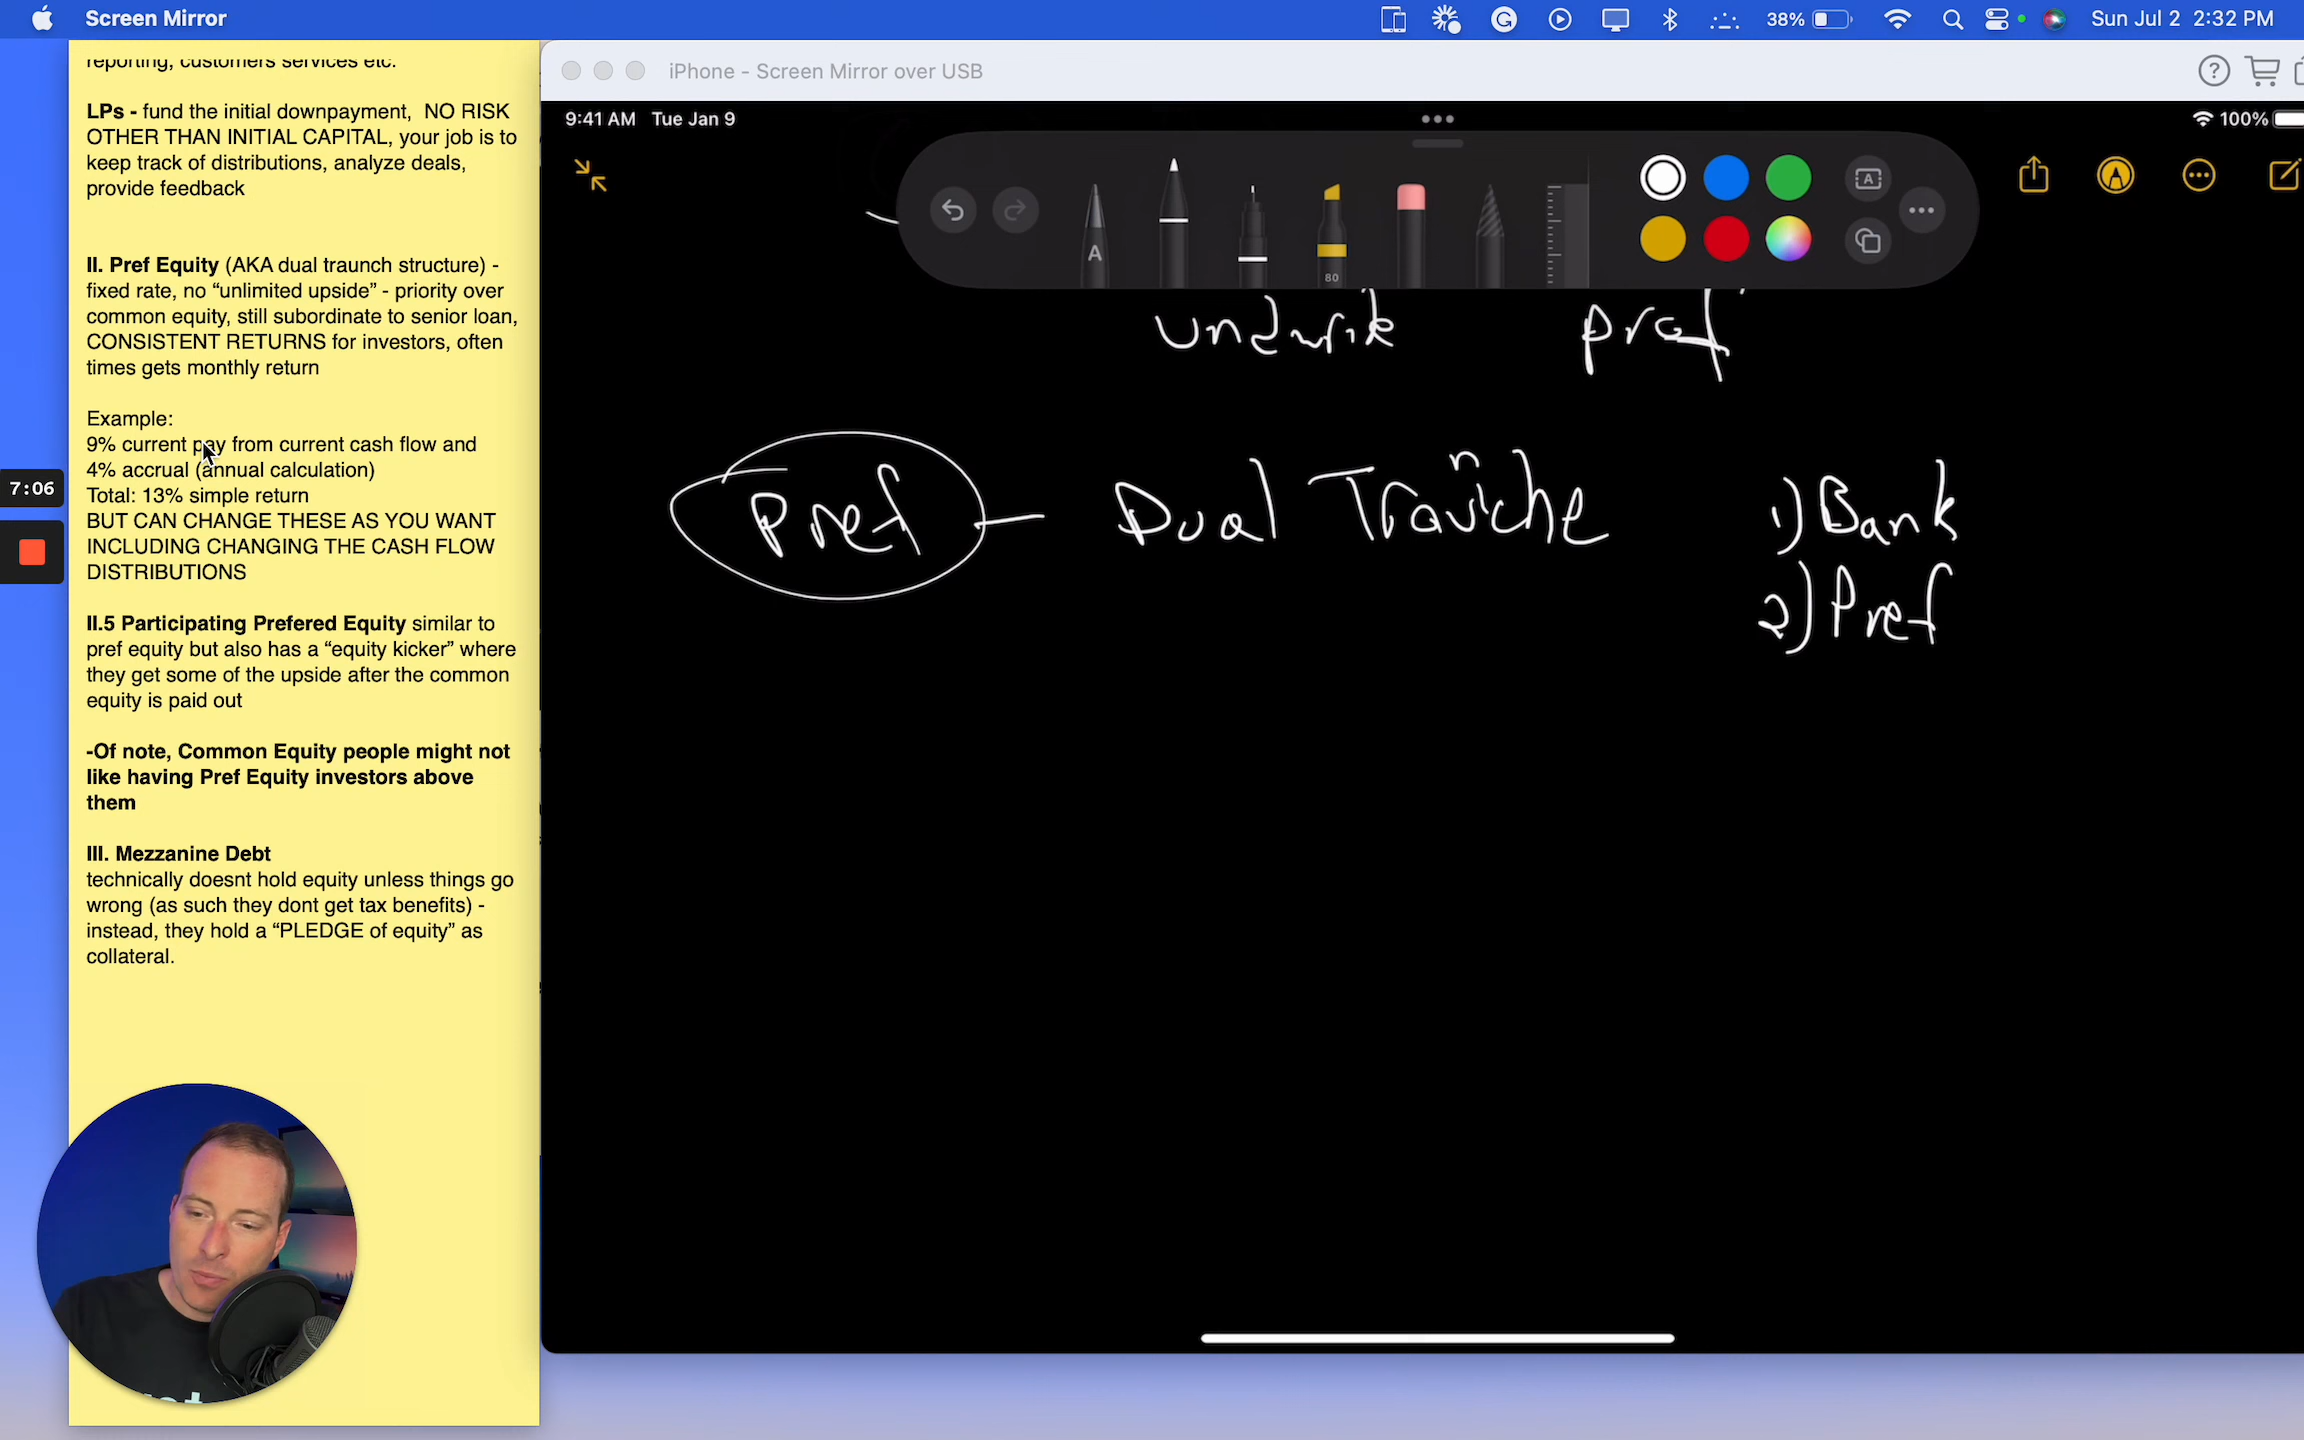 Screen Mirror
38%
Sun Jul 2 2:32 PM
reporting, customers services etc.
LPs - fund the initial downpayment, NO RISK
OTHER THAN INITIAL CAPITAL, your job is to
keep track of distributions, analyze deals,
provide feedback
II. Pref Equity (AKA dual traunch structure) -
fixed rate, no “unlimited upside” - priority over
common equity, still subordinate to senior loan,
CONSISTENT RETURNS for investors, often
times gets monthly return
Example:
9% current pay from current cash flow and
4% accrual (annual calculation)
Total: 13% simple return
BUT CAN CHANGE THESE AS YOU WANT
INCLUDING CHANGING THE CASH FLOW
DISTRIBUTIONS
II.5 Participating Prefered Equity similar to
pref equity but also has a “equity kicker” where
they get some of the upside after the common
equity is paid out
-Of note, Common Equity people might not
like having Pref Equity investors above
them
III. Mezzanine Debt
technically doesnt hold equity unless things go
wrong (as such they dont get tax benefits) -
instead, they hold a “PLEDGE of equity” as
collateral.
7:06
iPhone - Screen Mirror over USB
9:41 AM Tue Jan 9
100%
A
80
A
pref
Pref - Dual Trauche
n
1) Bank
2) Pref